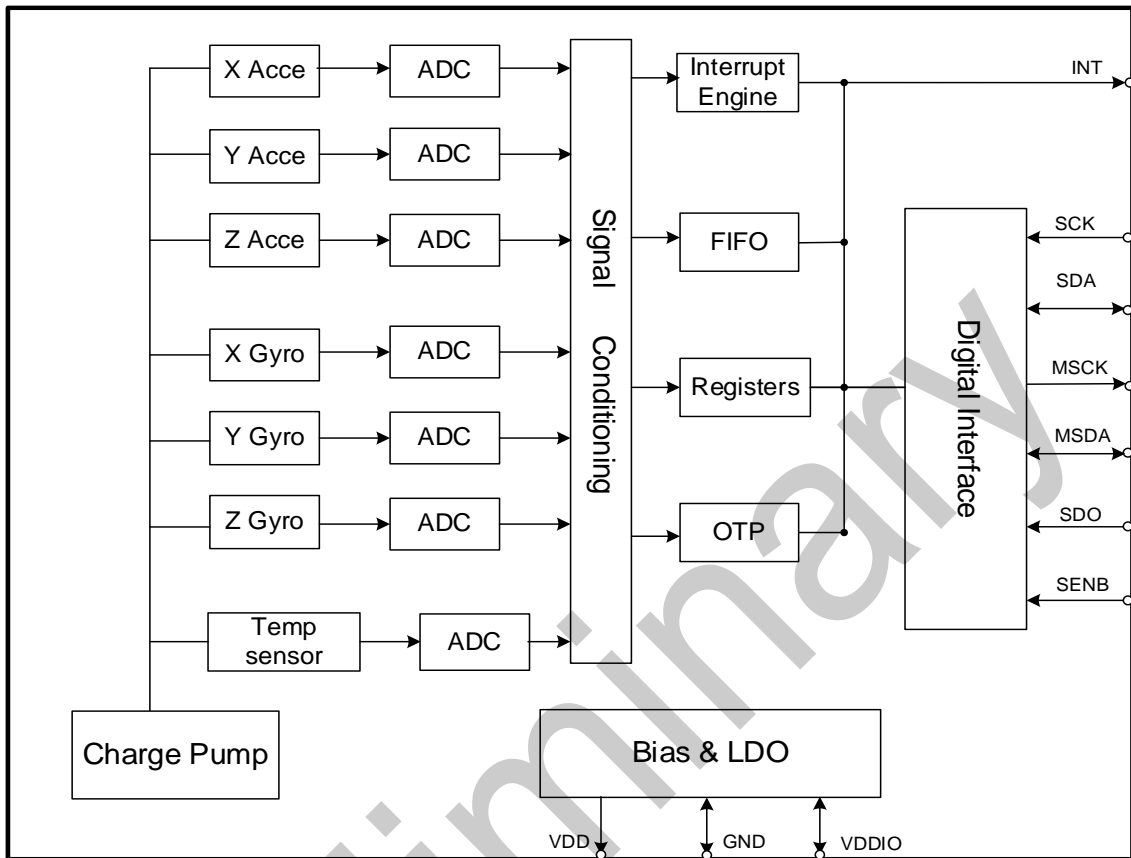 X Acce
ADC
Interrupt
Engine
INT
Y Acce
ADC
Z Acce
ADC
FIFO
SCK
SDA
X Gyro
ADC
Registers
MSCK
Y Gyro
ADC
MSDA
Z Gyro
ADC
OTP
SDO
SENB
Temp
sensor
ADC
Signal Conditioning
Digital Interface
Charge Pump
Bias & LDO
VDD
GND
VDDIO
liminary